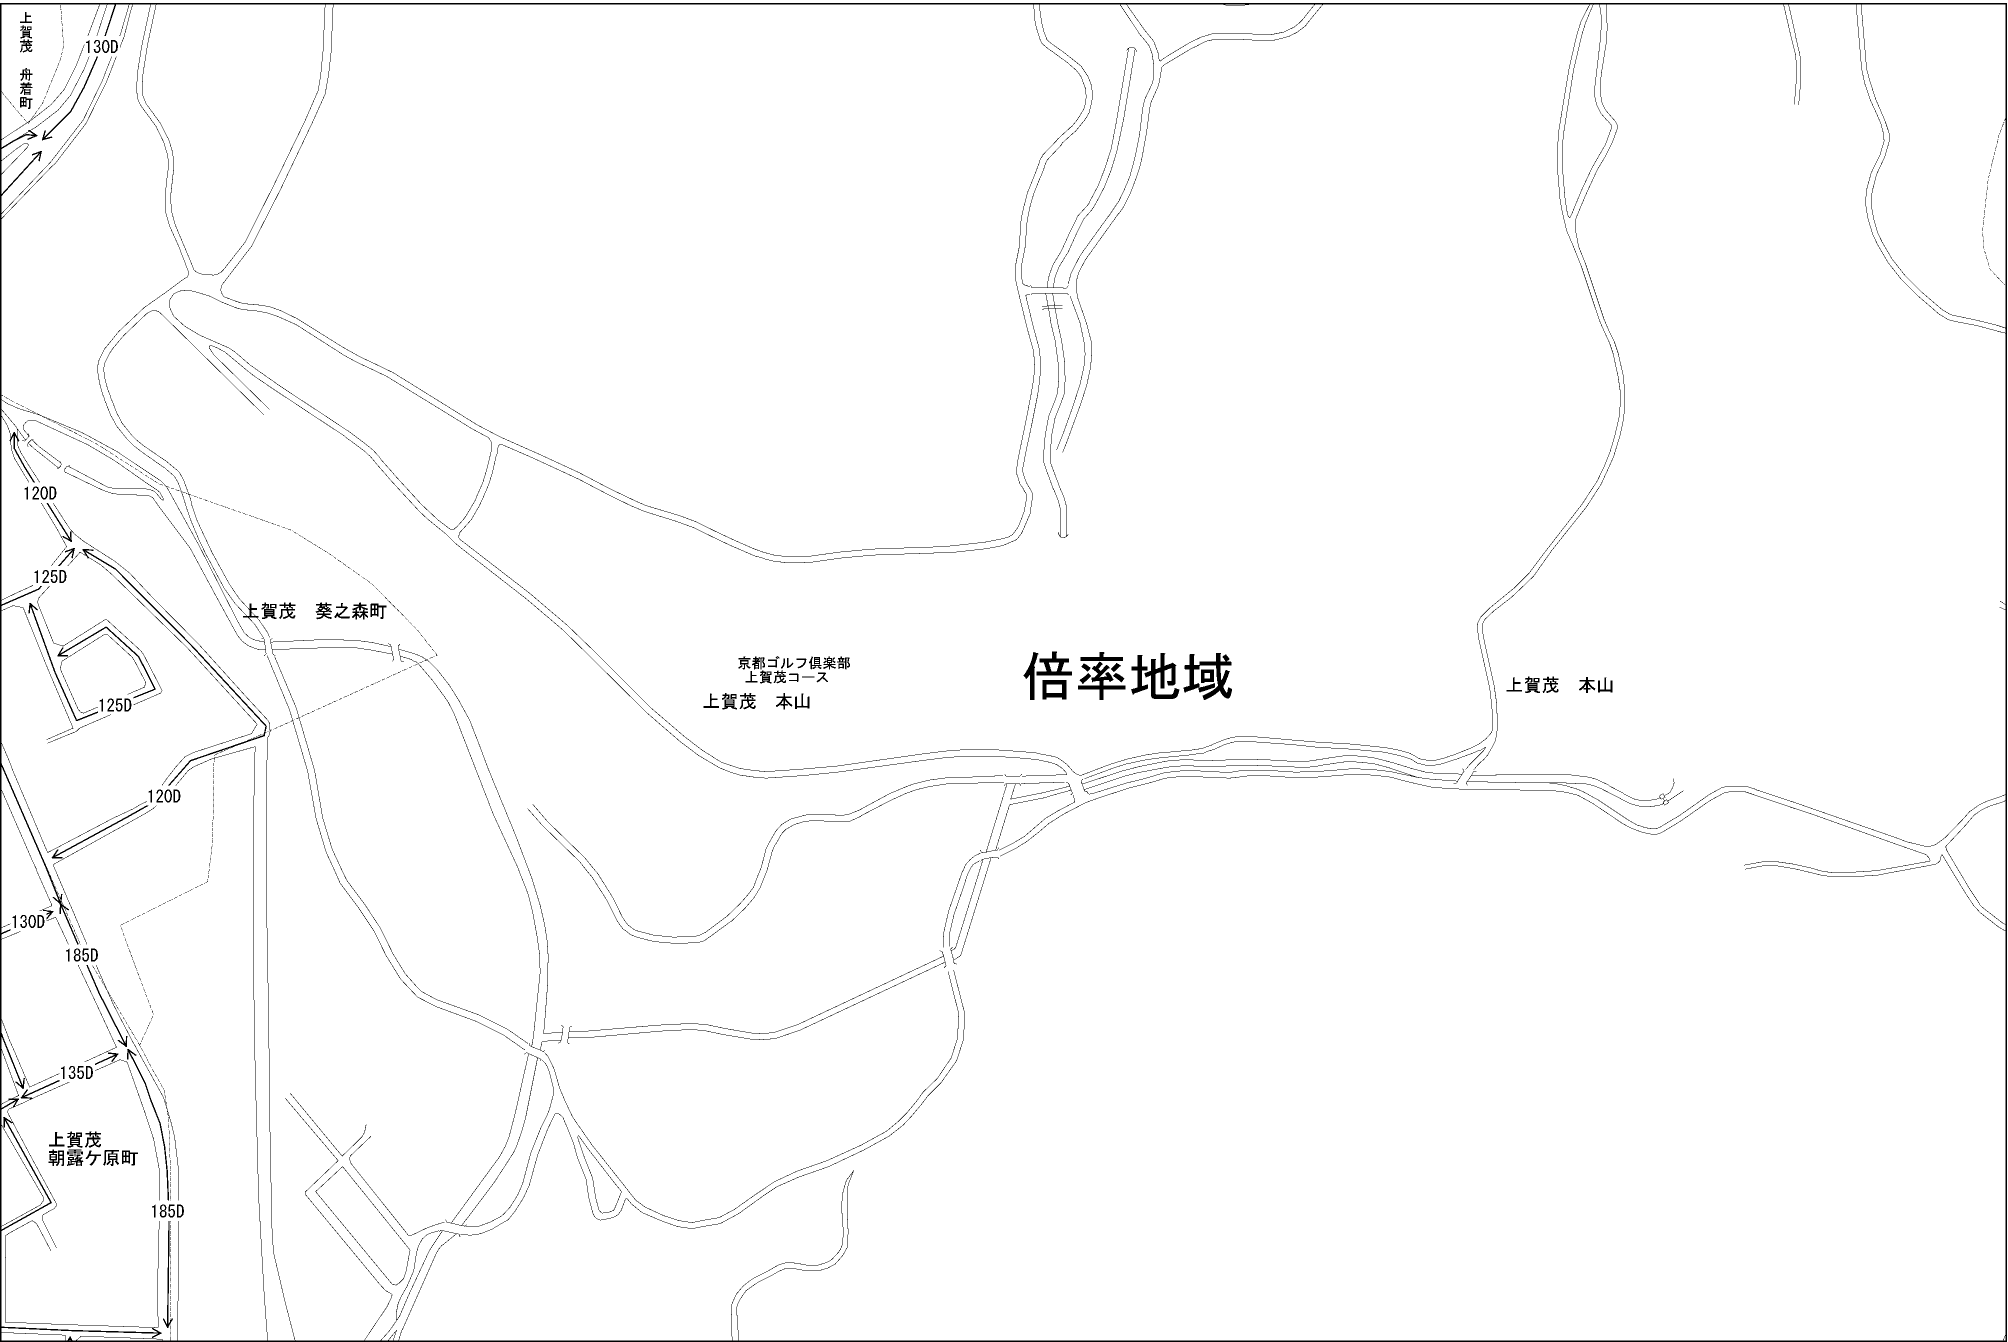 上賀茂　舟着町
130D
120D
125D
上賀茂　葵之森町
京都ゴルフ倶楽部
上賀茂コース
上賀茂　本山
倍率地域
上賀茂　本山
125D
120D
130D
185D
135D
上賀茂
朝露ケ原町
185D